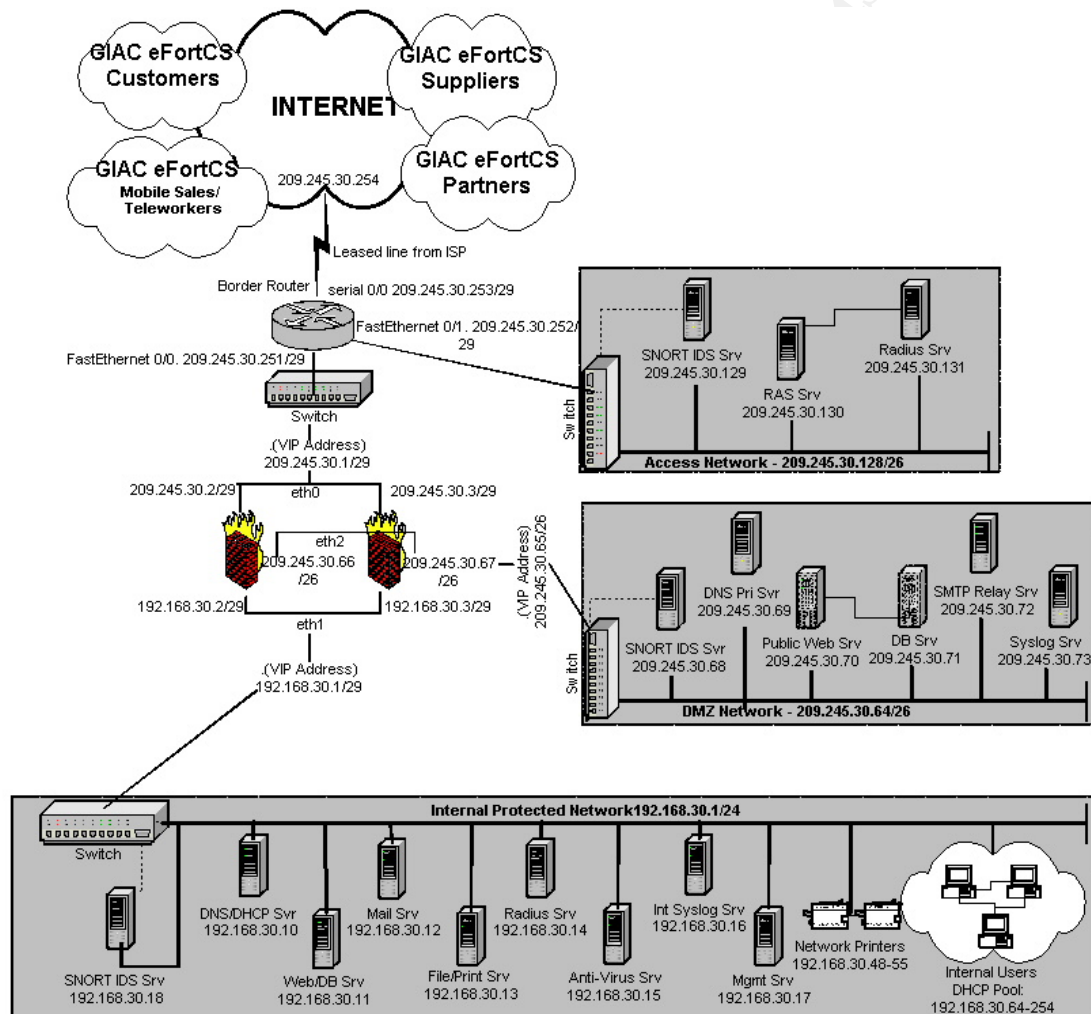 GIAC eFortCS
Customers
GIAC eFortCS
Suppliers
INTERNET
GIAC eFortCS
Mobile Sales/
Teleworkers
GIAC eFortCS
Partners
209.245.30.254
Leased line from ISP
Border Router
serial 0/0 209.245.30.253/29
FastEthernet 0/1. 209.245.30.252/
29
FastEthernet 0/0. 209.245.30.251/29
Switch
Switch
SNORT IDS Srv
209.245.30.129
RAS Srv
209.245.30.130
Radius Srv
209.245.30.131
Access Network - 209.245.30.128/26
.(VIP Address)
209.245.30.1/29
209.245.30.2/29
eth0
209.245.30.3/29
eth2
209.245.30.66
/26
209.245.30.67
/26
192.168.30.2/29
192.168.30.3/29
eth1
.(VIP Address)
192.168.30.1/29
.(VIP Address)
209.245.30.65/26
Switch
SNORT IDS Svr
209.245.30.68
DNS Pri Svr
209.245.30.69
Public Web Srv
209.245.30.70
DB Srv
209.245.30.71
SMTP Relay Srv
209.245.30.72
Syslog Srv
209.245.30.73
DMZ Network - 209.245.30.64/26
Internal Protected Network192.168.30.1/24
Switch
SNORT IDS Srv
192.168.30.18
DNS/DHCP Svr
192.168.30.10
Web/DB Srv
192.168.30.11
Mail Srv
192.168.30.12
File/Print Srv
192.168.30.13
Radius Srv
192.168.30.14
Anti-Virus Srv
192.168.30.15
Int Syslog Srv
192.168.30.16
Mgmt Srv
192.168.30.17
Network Printers
192.168.30.48-55
Internal Users
DHCP Pool:
192.168.30.64-254